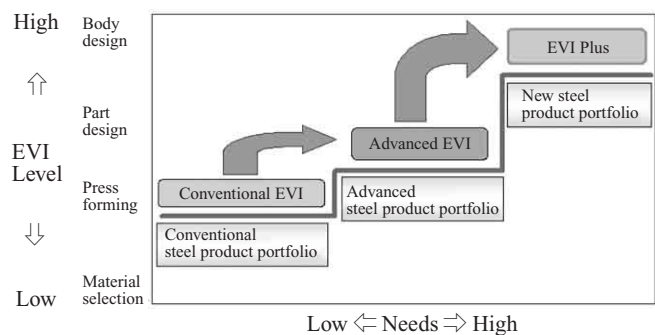 High
Body
design
EVI Plus
New steel
product portfolio
Part
design
Advanced EVI
EVI
Level
Press
forming
Conventional EVI
Advanced
steel product portfolio
Conventional
steel product portfolio
Low
Material
selection
Low ⇐ Needs ⇒ High